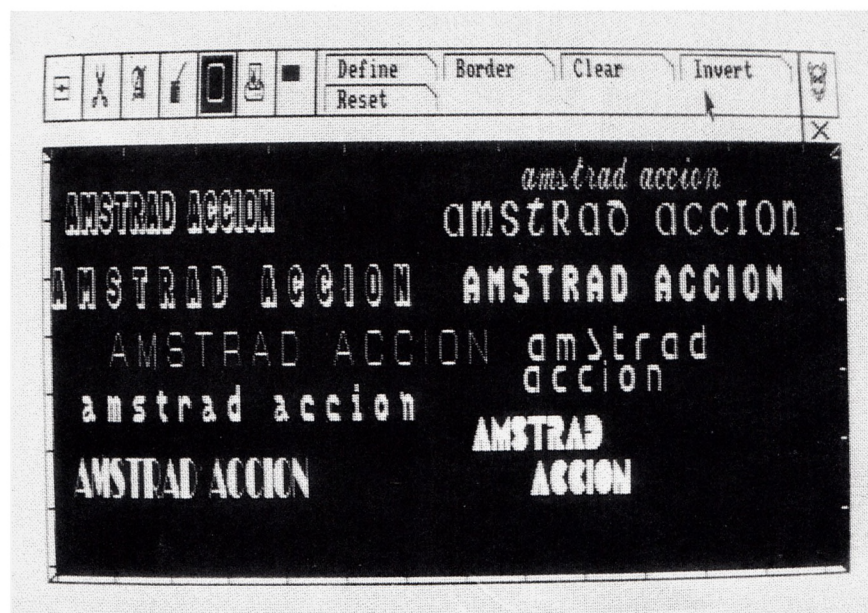 Define Border Clear Invert
Reset
AMSTRAD ACCION
amstrad accion
amstRad accion
AMSTRAD ACCION
AMSTRAD ACCION
AMSTRAD ACCION
amstrad
accion
amstrad accion
AMSTRAD
ACCION
AMSTRAD ACCION